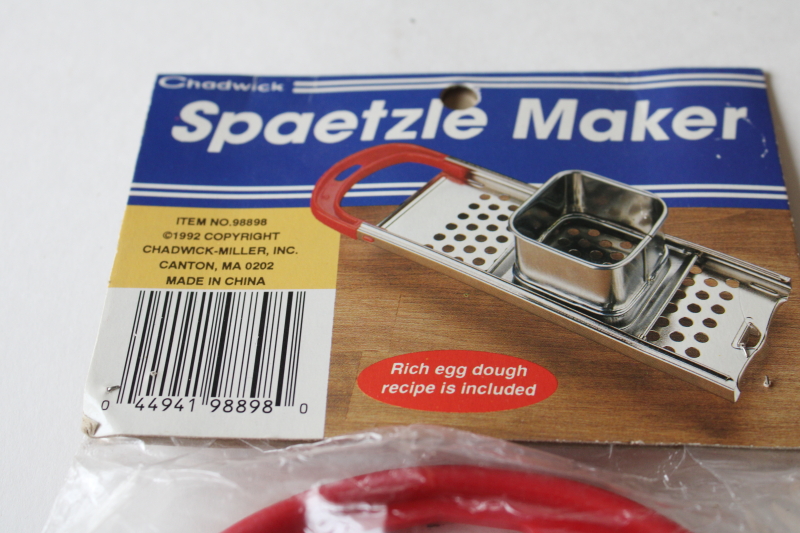 Chadwick
Spaetzle Maker
ITEM NO.98898
©1992 COPYRIGHT
CHADWICK-MILLER, INC.
CANTON, MA 0202
MADE IN CHINA
0 44941 98898 0
Rich egg dough
recipe is included